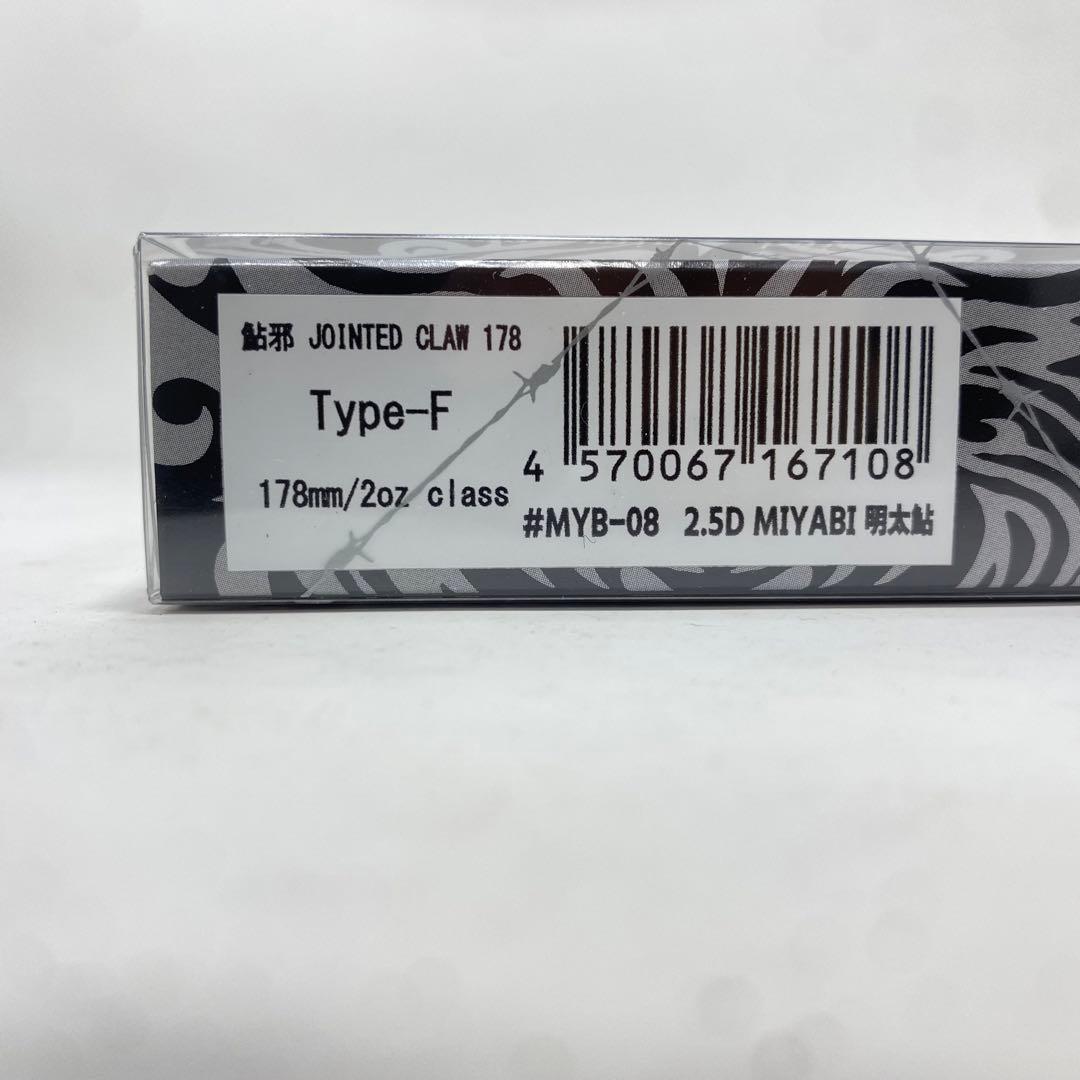 鮎邪 JOINTED CLAW 178
Type-F
178mm/2oz class
4 570067 167108
#MYB-08 2.5D MIYABI 明太鮎